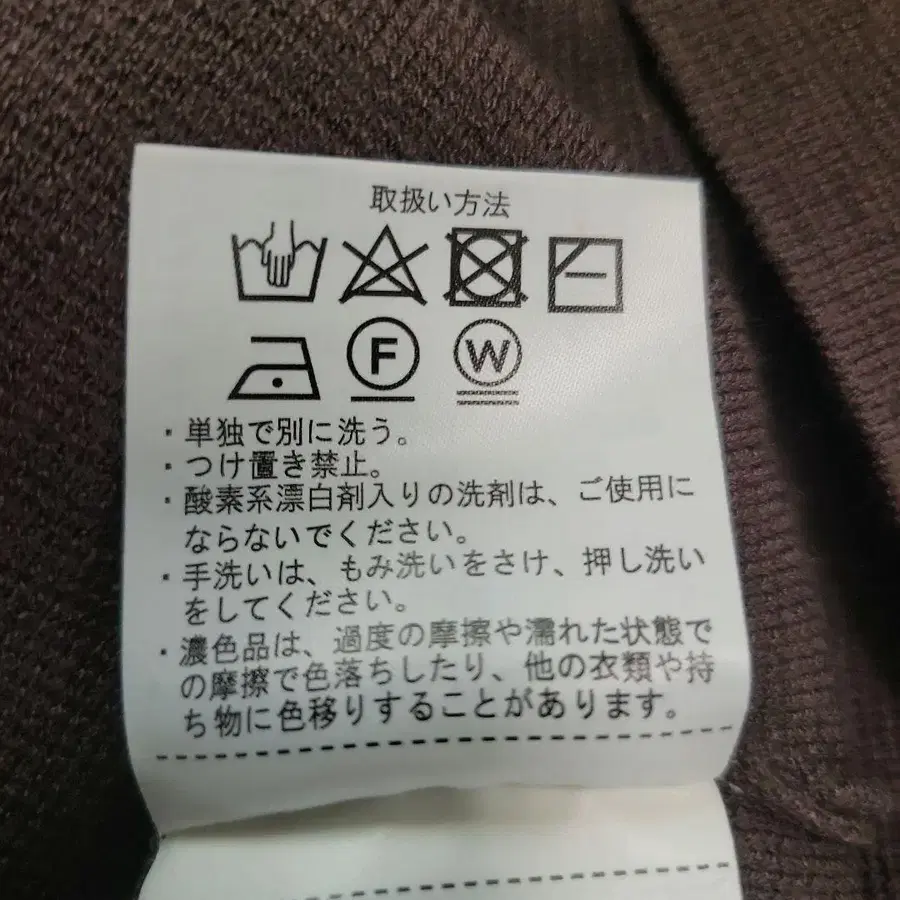 取扱い方法
F W
・単独で別に洗う。
・つけ置き禁止。
・酸素系漂白剤入りの洗剤は、ご使用に
ならないでください。
・手洗いは、もみ洗いをさけ、押し洗い
をしてください。
・濃色品は、過度の摩擦や濡れた状態で
の摩擦で色落ちしたり、他の衣類や持
ち物に色移りすることがあります。